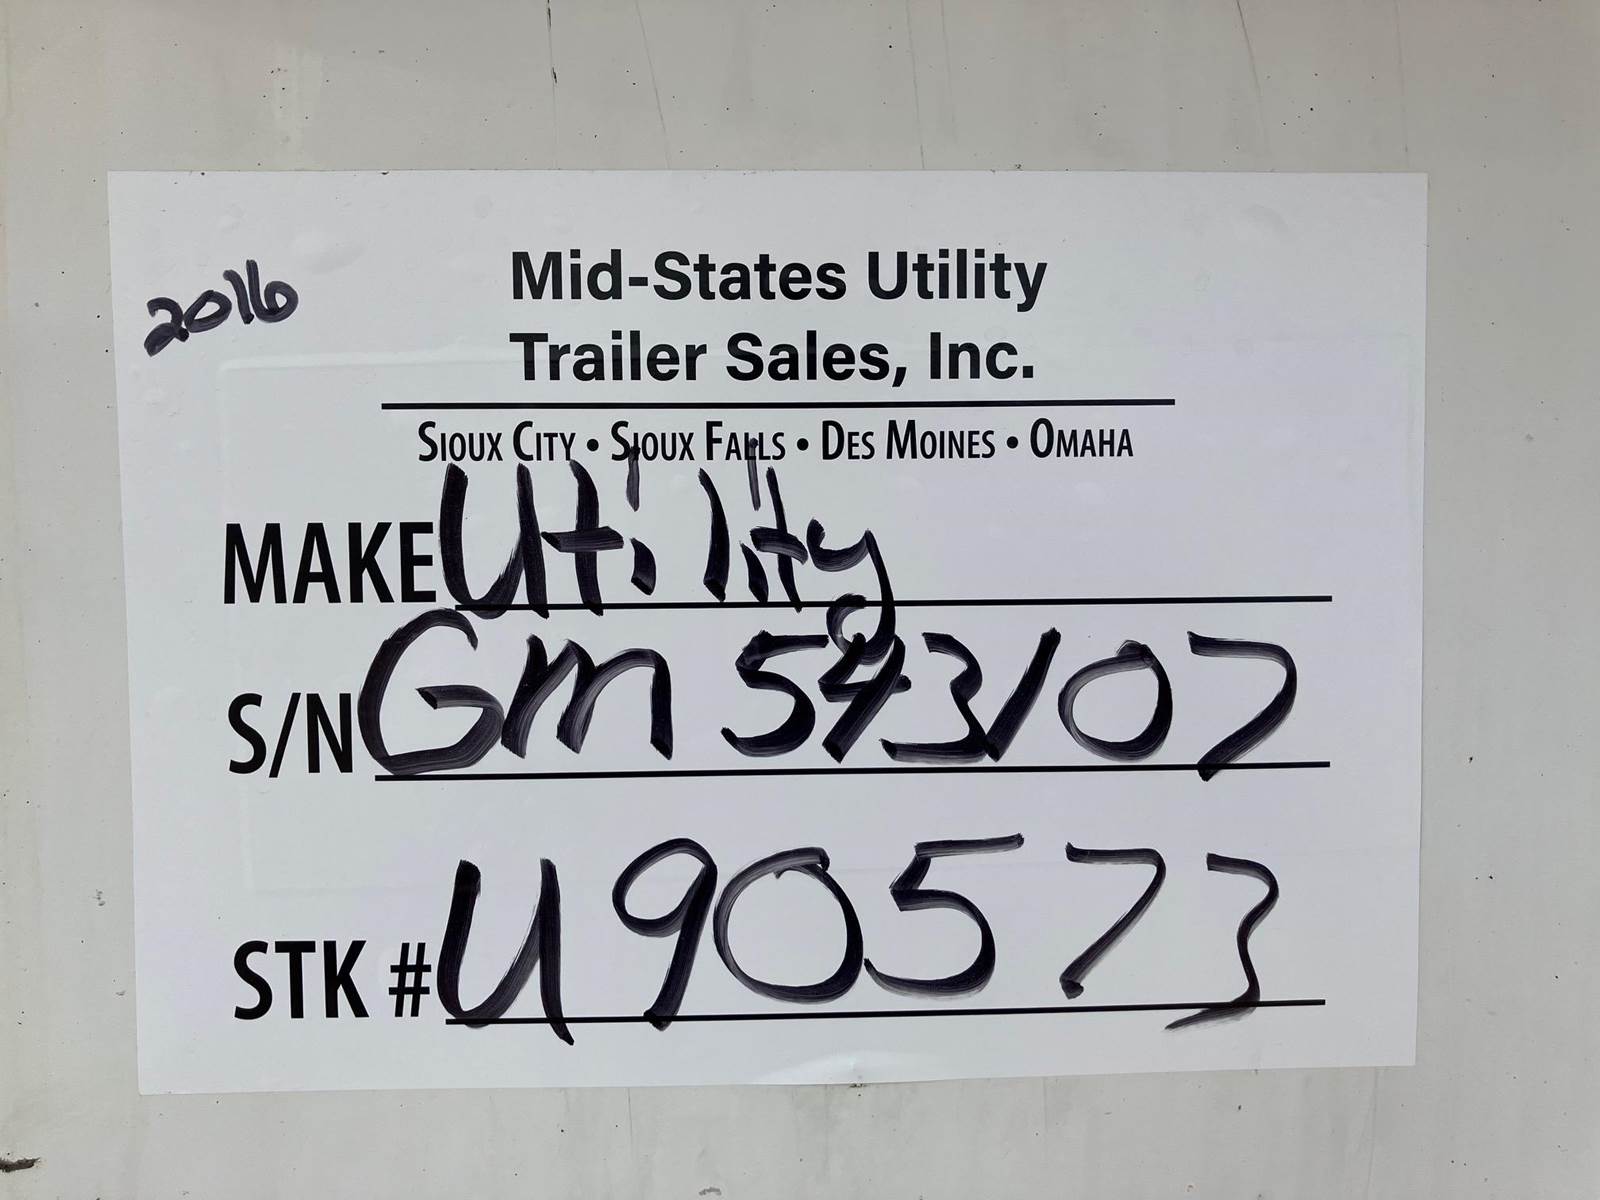 2016
Mid-States Utility
Trailer Sales, Inc.
SIOUX CITY • SIOUX FALLS • DES MOINES • OMAHA
MAKE Utility
S/N Gm 543107
STK # U90573